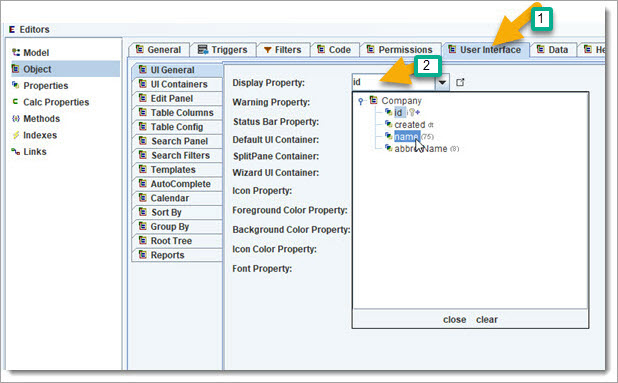 1
E Editors
Model
Object
Properties
Calc Properties
Methods
Indexes
Links
General Triggers Filters Code Permissions User Interface Data He
2
UI General
UI Containers
Edit Panel
Table Columns
Table Config
Search Panel
Search Filters
Templates
AutoComplete
Calendar
Sort By
Group By
Root Tree
Reports
Display Property: id
Warning Property:
Status Bar Property:
Default UI Container:
SplitPane Container:
Wizard UI Container:
Icon Property:
Foreground Color Property:
Background Color Property:
Icon Color Property:
Font Property:
Company
id
created dt
name (75)
abbrevName (8)
close clear